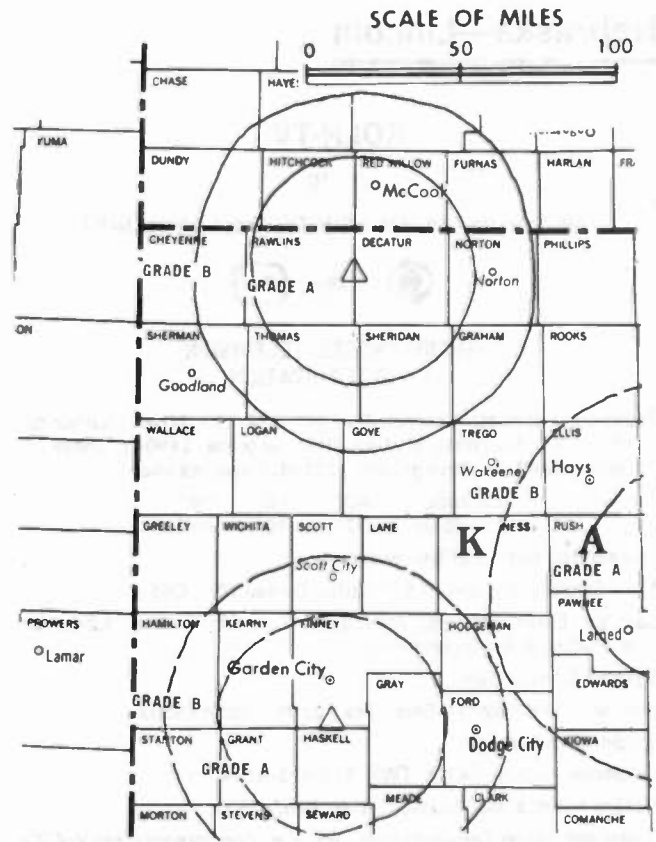 SCALE OF MILES
0 50 100
CHASE
YUMA
DUNDY HITCHCOCK RED WILLOW FURNAS HARLAN FR
McCook
CHEYENNE RAWLINS DECATUR NORTON PHILLIPS
GRADE B
GRADE A
Norton
SHERMAN THOMAS SHERIDAN GRAHAM ROOKS
Goodland
WALLACE LOGAN GOVE TREGO ELLIS
Wakeeney Hays
GRADE B
GREELEY WICHITA SCOTT LANE NESS RUSH
K A
Scott City
GRADE A
PROWERS HAMILTON KEARNY FINNEY HODGEMAN PAWNEE
Lamar
Larned
Garden City
GRAY
EDWARDS
GRADE B
FORD
STANTON GRANT HASKELL
Dodge City
KIOWA
GRADE A
MEADE CLARK
MORTON STEVENS SEWARD COMANCHE